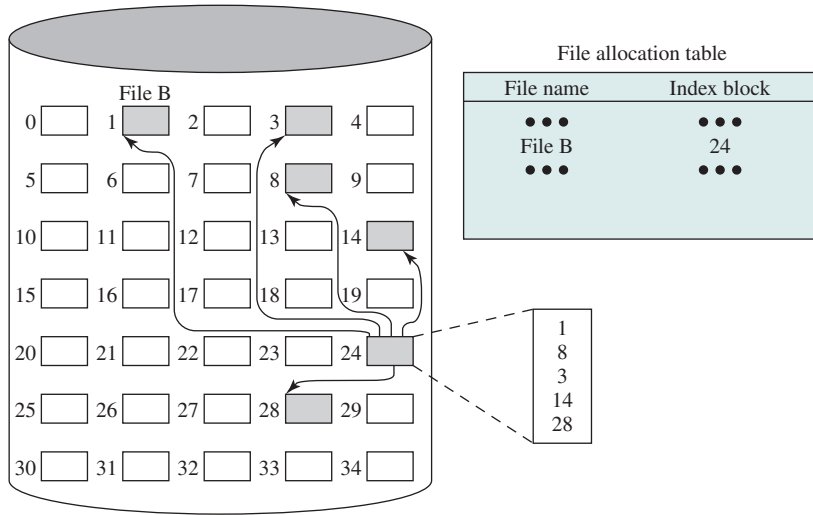 File allocation table
File name Index block
••• •••
File B 24
••• •••
File B
0 1 2 3 4
5 6 7 8 9
10 11 12 13 14
15 16 17 18 19
20 21 22 23 24
25 26 27 28 29
30 31 32 33 34
1
8
3
14
28